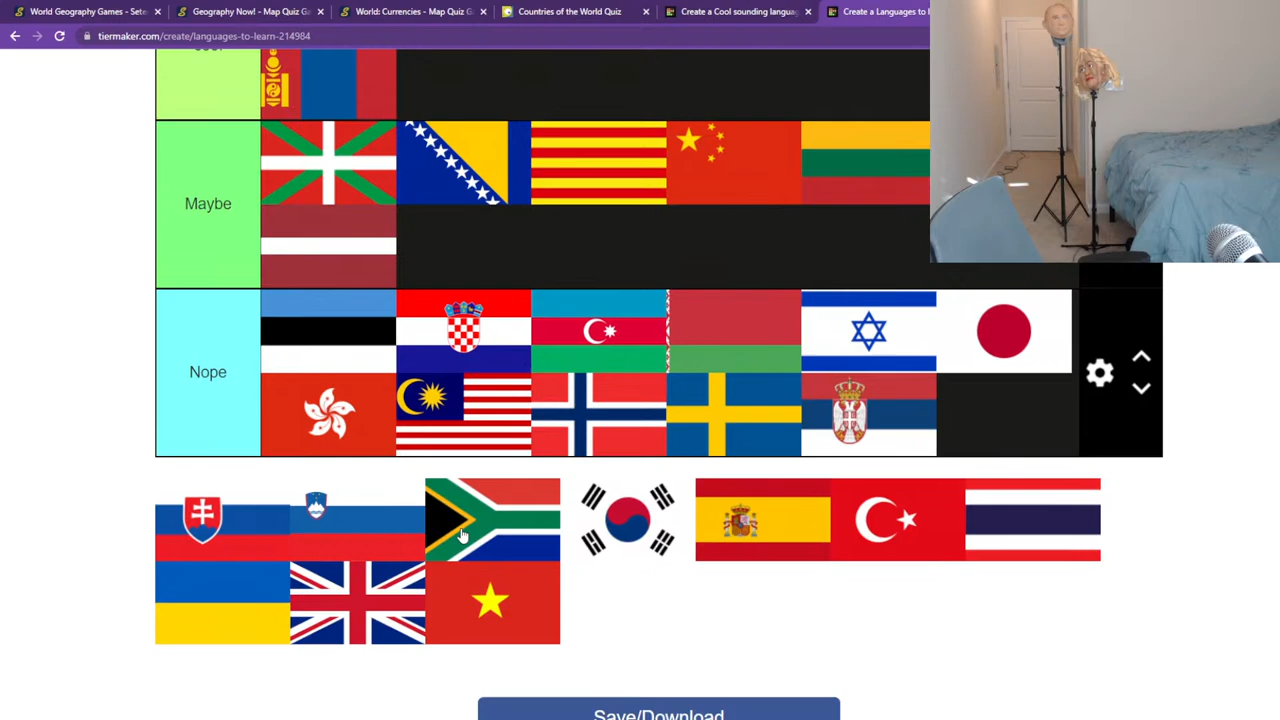 World Geography Games - Sete
Geography Now! - Map Quiz G
World: Currencies - Map Quiz G
Countries of the World Quiz
Create a Cool sounding langua
Create a Languages to l
tiermaker.com/create/languages-to-learn-214984
Maybe
Nope
Save/Download